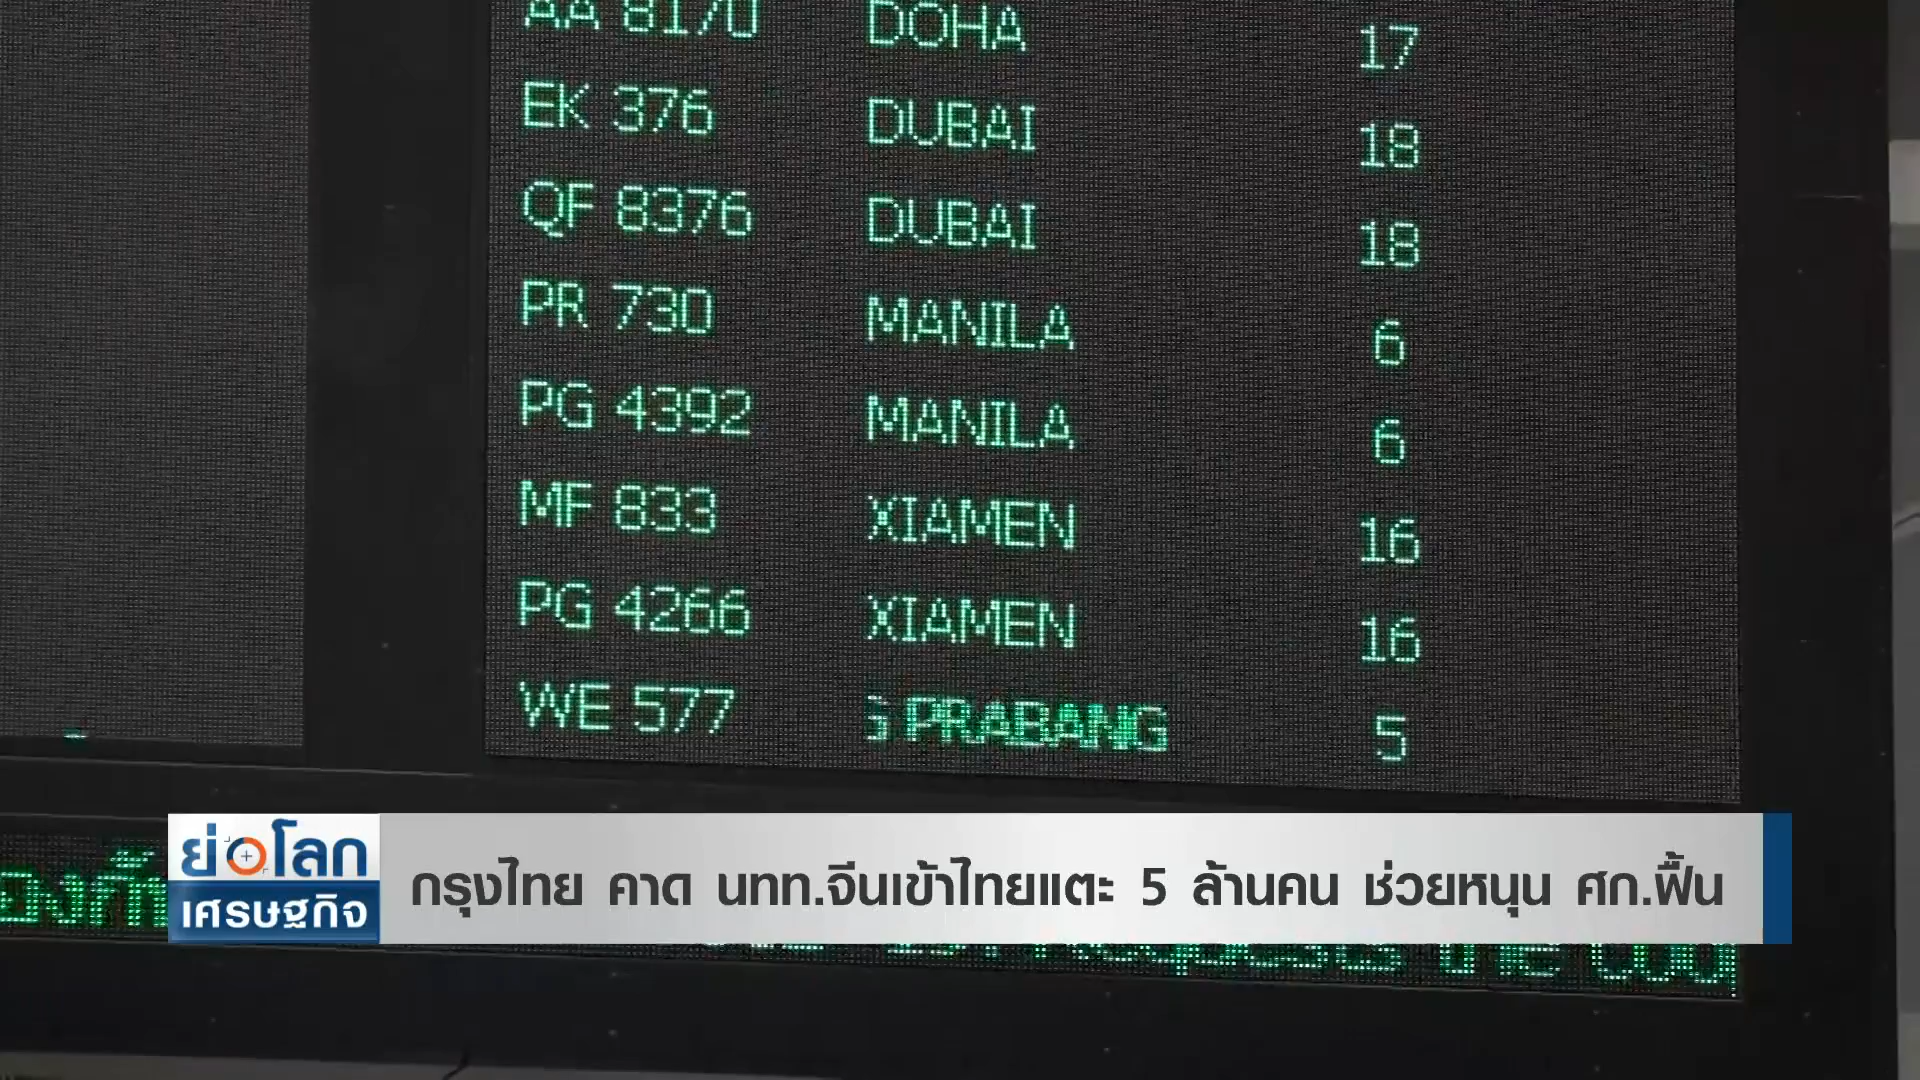 AA 8170 DOHA 17
EK 376 DUBAI 18
QF 8376 DUBAI 18
PR 730 MANILA 6
PG 4392 MANILA 6
MF 833 XIAMEN 16
PG 4266 XIAMEN 16
WE 577 PRABANG 5
ย่อโลก
เศรษฐกิจ
กรุงไทย คาด นทท.จีนเข้าไทยแตะ 5 ล้านคน ช่วยหนุน ศก.ฟื้น